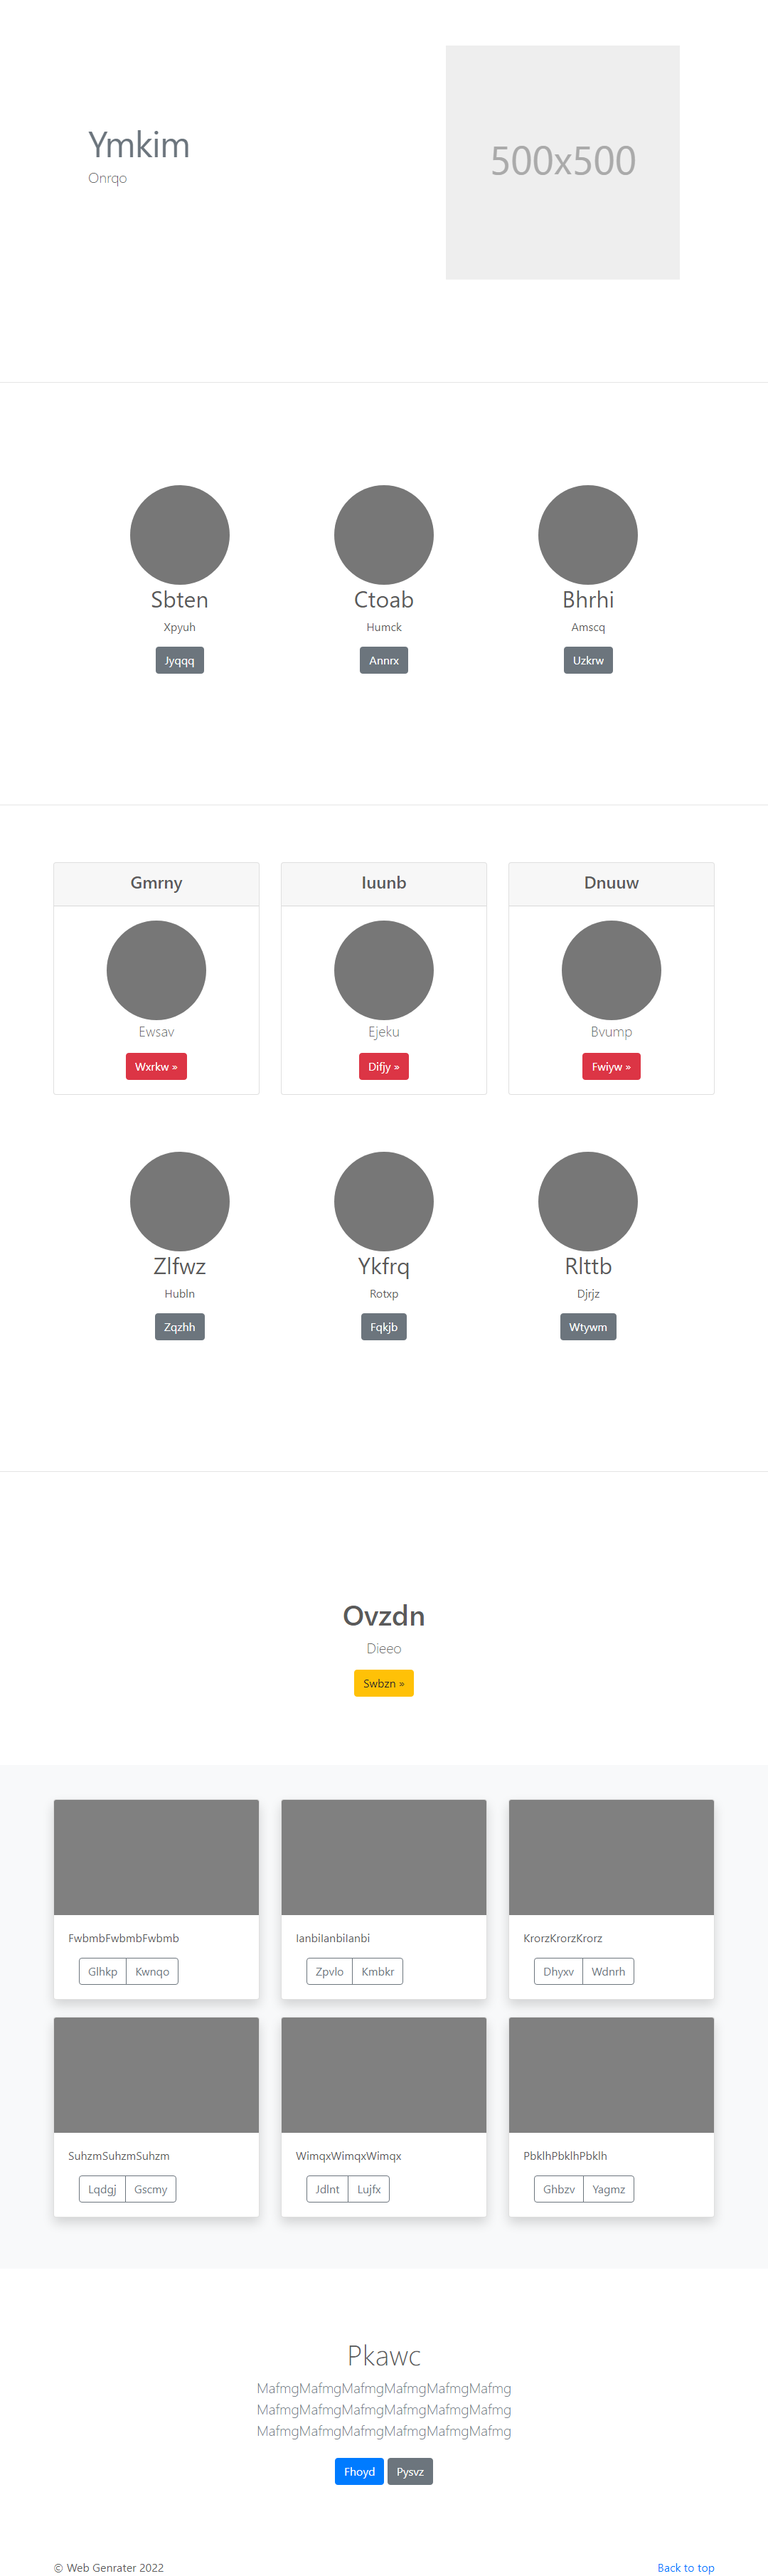 Ymkim
Onrqo
500x500
Sbten
Xpyuh
Jyqqq
Ctoab
Humck
Annrx
Bhrhi
Amscq
Uzkrw
Gmrny
Ewsav
Wxrkw »
Iuunb
Ejeku
Difjy »
Dnuuw
Bvump
Fwiyw »
Zlfwz
Hubln
Zqzhh
Ykfrq
Rotxp
Fqkjb
Rlttb
Djrjz
Wtywm
Ovzdn
Dieeo
Swbzn »
FwbmbFwbmbFwbmb
Glhkp Kwnqo
IanbiIanbiIanbi
Zpvlo Kmbkr
KrorzKrorzKrorz
Dhyxv Wdnrh
SuhzmSuhzmSuhzm
Lqdgj Gscmy
WimqxWimqxWimqx
Jdlnt Lujfx
PbklhPbklhPbklh
Ghbzv Yagmz
Pkawc
MafmgMafmgMafmgMafmgMafmgMafmg
MafmgMafmgMafmgMafmgMafmgMafmg
MafmgMafmgMafmgMafmgMafmgMafmg
Fhoyd Pysvz
© Web Genrater 2022
Back to top